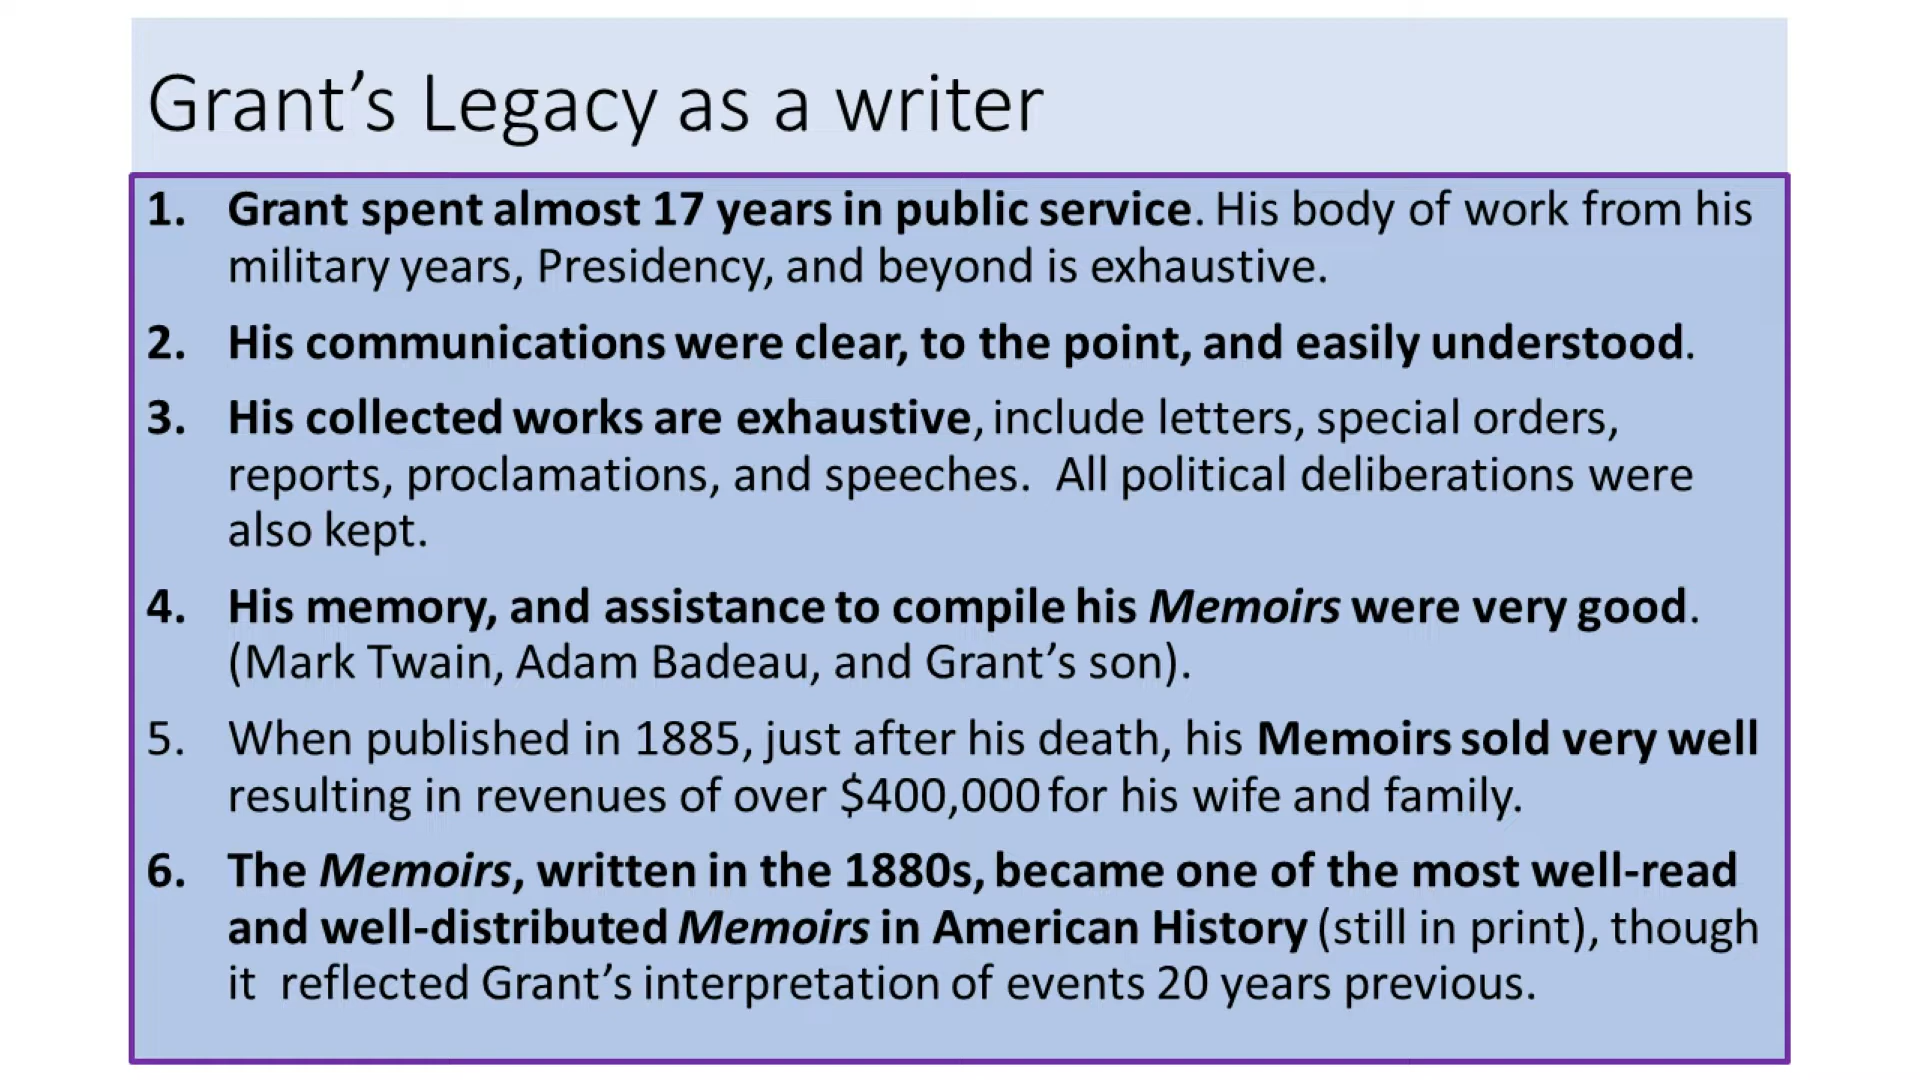 Grant’s Legacy as a writer
1. Grant spent almost 17 years in public service. His body of work from his
military years, Presidency, and beyond is exhaustive.
2. His communications were clear, to the point, and easily understood.
3. His collected works are exhaustive, include letters, special orders,
reports, proclamations, and speeches.  All political deliberations were
also kept.
4. His memory, and assistance to compile his Memoirs were very good.
(Mark Twain, Adam Badeau, and Grant’s son).
5. When published in 1885, just after his death, his Memoirs sold very well
resulting in revenues of over $400,000 for his wife and family.
6. The Memoirs, written in the 1880s, became one of the most well-read
and well-distributed Memoirs in American History (still in print), though
it  reflected Grant’s interpretation of events 20 years previous.